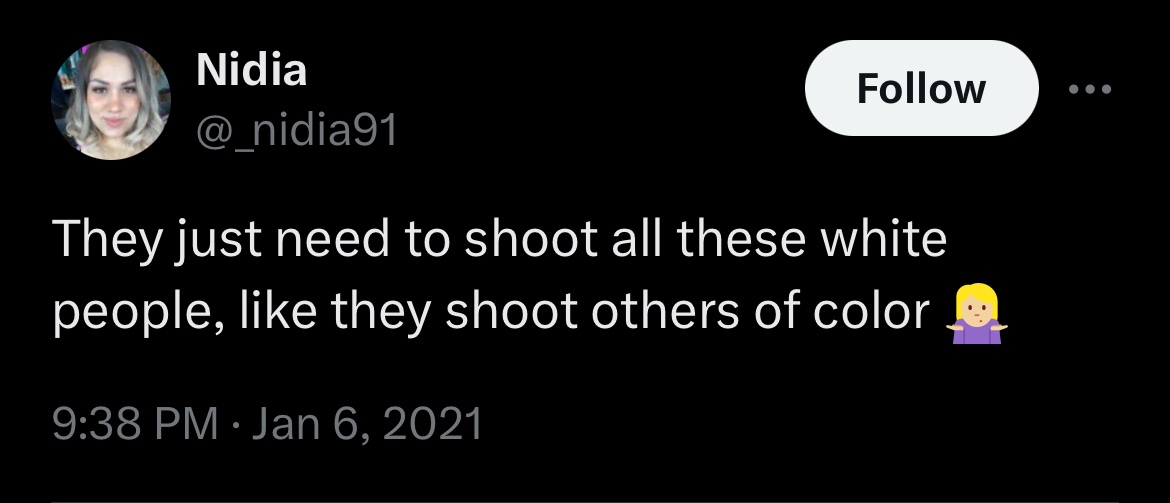 Nidia
@_nidia91
Follow
They just need to shoot all these white
people, like they shoot others of color 🤷🏼‍♀️
9:38 PM · Jan 6, 2021